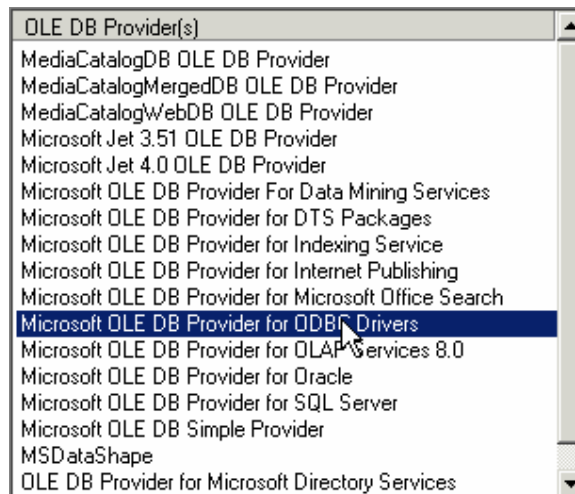 OLE DB Provider(s)
MediaCatalogDB OLE DB Provider
MediaCatalogMergedDB OLE DB Provider
MediaCatalogWebDB OLE DB Provider
Microsoft Jet 3.51 OLE DB Provider
Microsoft Jet 4.0 OLE DB Provider
Microsoft OLE DB Provider For Data Mining Services
Microsoft OLE DB Provider for DTS Packages
Microsoft OLE DB Provider for Indexing Service
Microsoft OLE DB Provider for Internet Publishing
Microsoft OLE DB Provider for Microsoft Office Search
Microsoft OLE DB Provider for ODBC Drivers
Microsoft OLE DB Provider for OLAP Services 8.0
Microsoft OLE DB Provider for Oracle
Microsoft OLE DB Provider for SQL Server
Microsoft OLE DB Simple Provider
MSDataShape
OLE DB Provider for Microsoft Directory Services